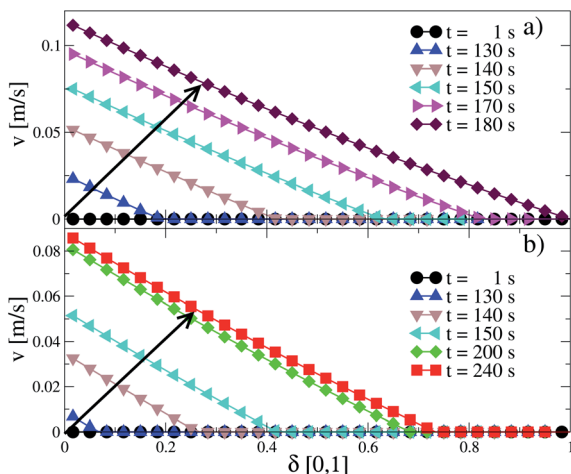 a)
v [m/s]
0.1
0.05
0
t = 1 s
t = 130 s
t = 140 s
t = 150 s
t = 170 s
t = 180 s
b)
v [m/s]
0.08
0.06
0.04
0.02
0
t = 1 s
t = 130 s
t = 140 s
t = 150 s
t = 200 s
t = 240 s
0 0.2 0.4 0.6 0.8 1
δ [0,1]